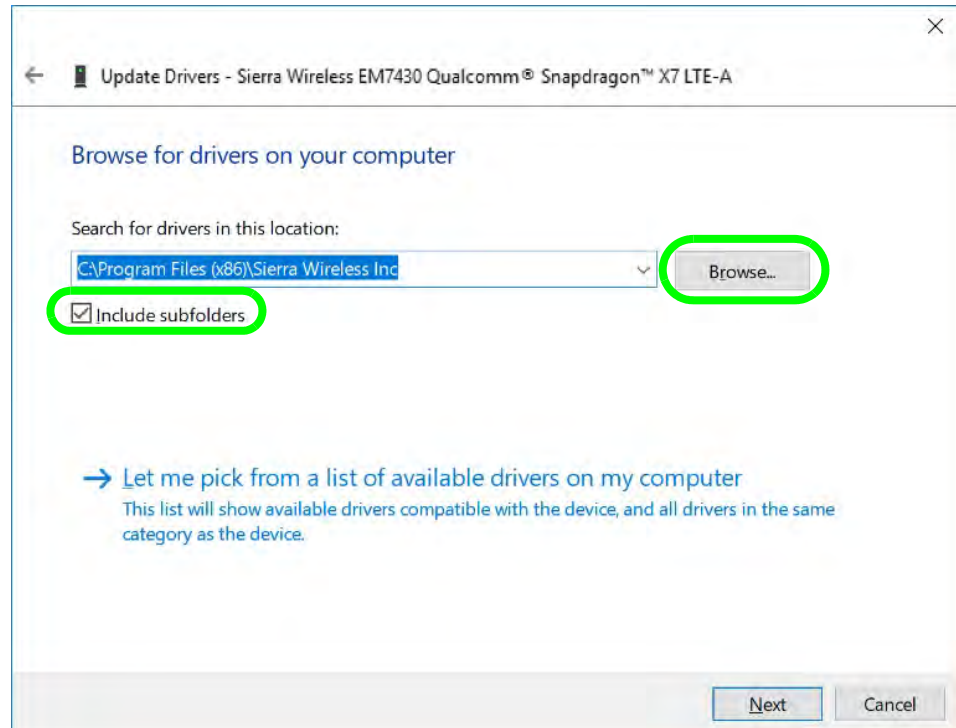 Update Drivers - Sierra Wireless EM7430 Qualcomm® Snapdragon™ X7 LTE-A
Browse for drivers on your computer
Search for drivers in this location:
C:\Program Files (x86)\Sierra Wireless Inc
Browse...
Include subfolders
Let me pick from a list of available drivers on my computer
This list will show available drivers compatible with the device, and all drivers in the same
category as the device.
Next
Cancel